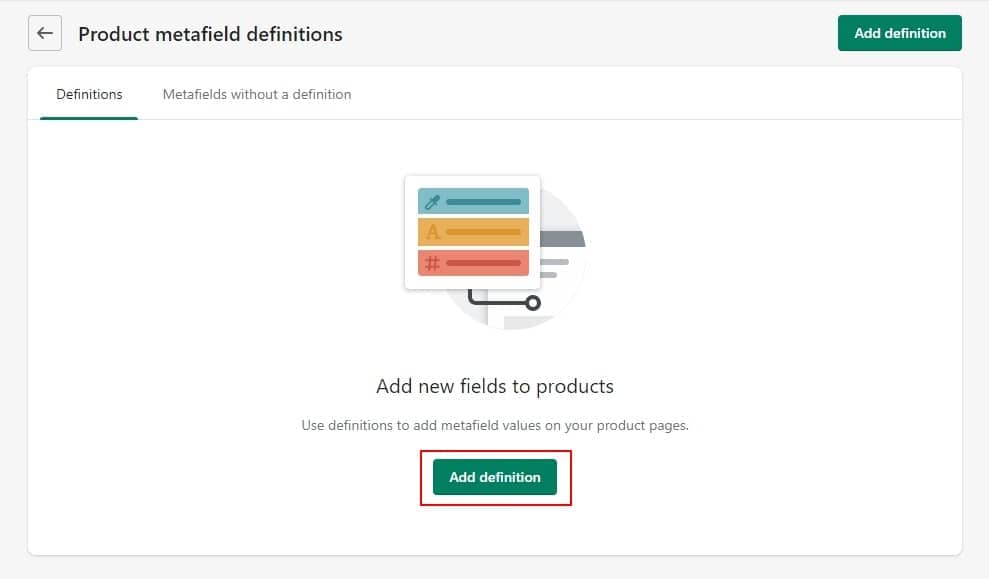 Product metafield definitions
Add definition
Definitions
Metafields without a definition
A
#
Add new fields to products
Use definitions to add metafield values on your product pages.
Add definition